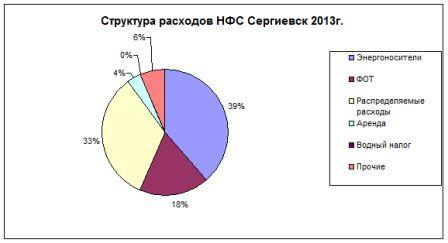 Структура расходов НФС Сергиевск 2013г.
6%
0%
4%
39%
33%
18%
Энергоносители
ФОТ
Распределяемые
расходы
Аренда
Водный налог
Прочие